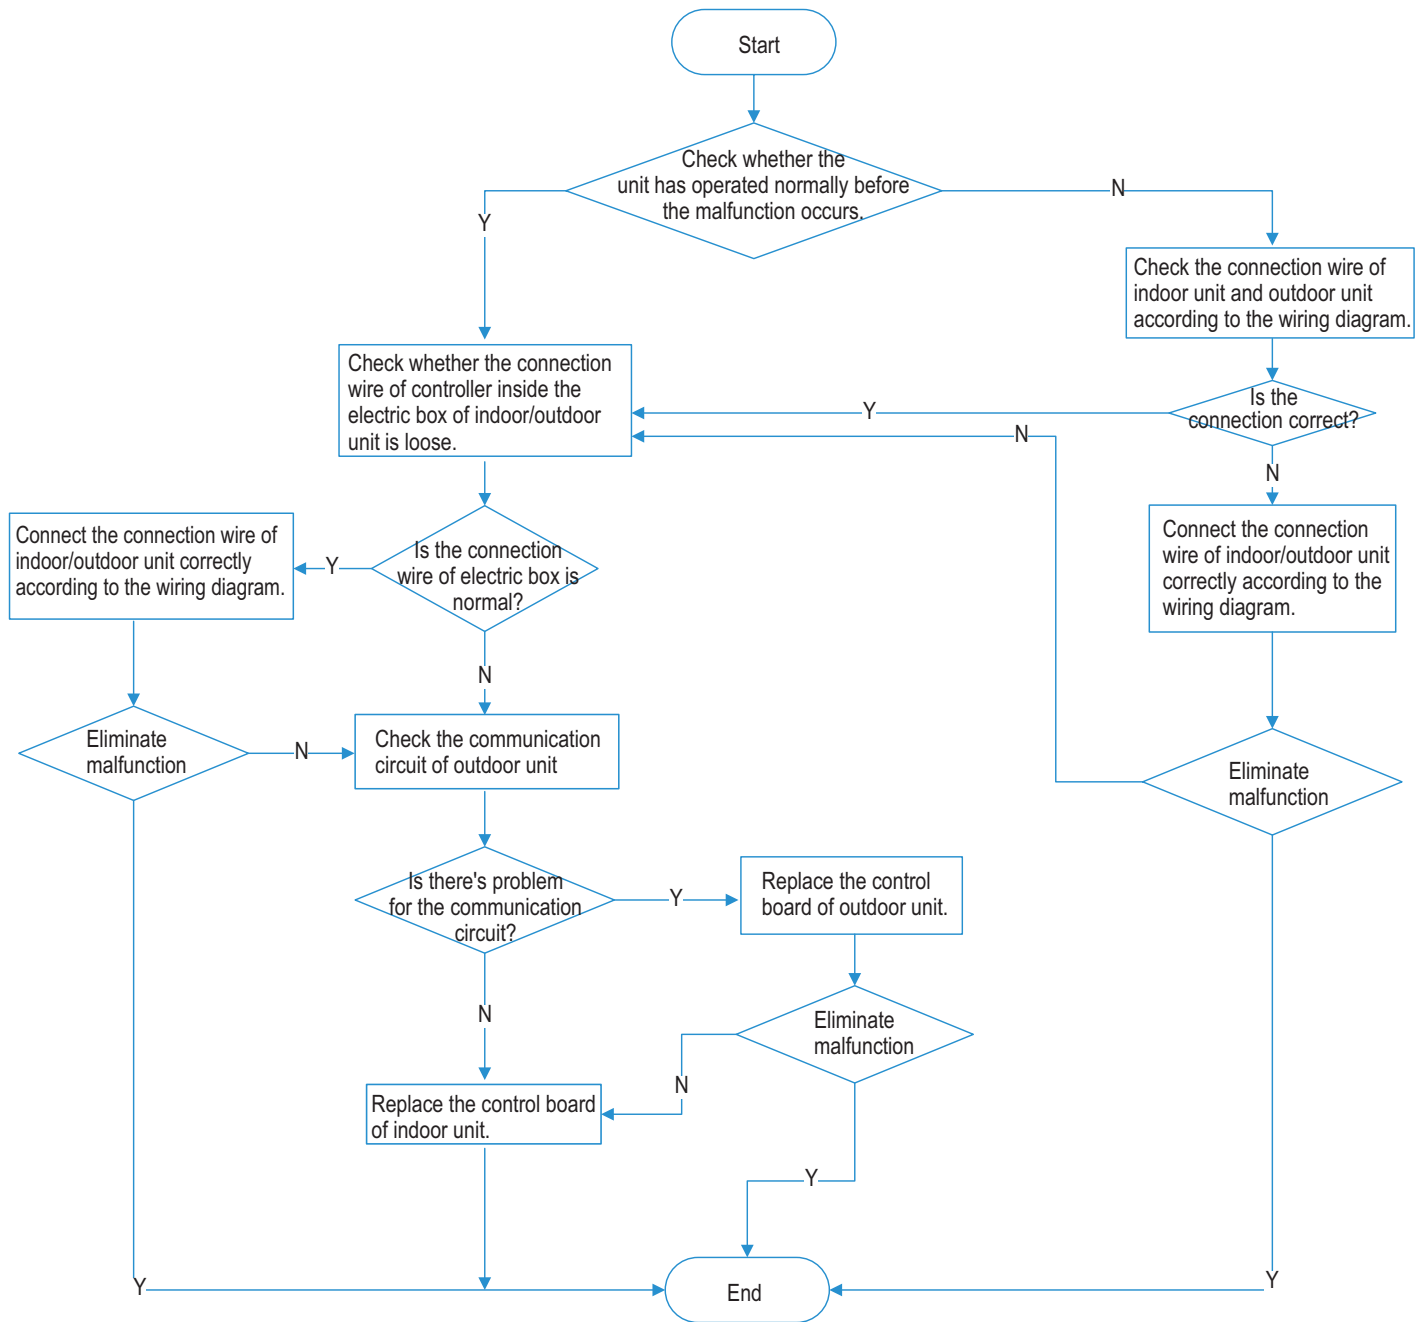 Start
Check whether the
unit has operated normally before
the malfunction occurs.
N
Y
Check the connection wire of
indoor unit and outdoor unit
according to the wiring diagram.
Check whether the connection
wire of controller inside the
electric box of indoor/outdoor
unit is loose.
Y
Is the
connection correct?
N
N
Connect the connection wire of
indoor/outdoor unit correctly
according to the wiring diagram.
Y
Is the connection
wire of electric box is
normal?
Connect the connection
wire of indoor/outdoor unit
correctly according to the
wiring diagram.
N
Eliminate
malfunction
N
Check the communication
circuit of outdoor unit
Eliminate
malfunction
Is there's problem
for the communication
circuit?
Y
Replace the control
board of outdoor unit.
N
Eliminate
malfunction
N
Replace the control board
of indoor unit.
Y
Y
End
Y